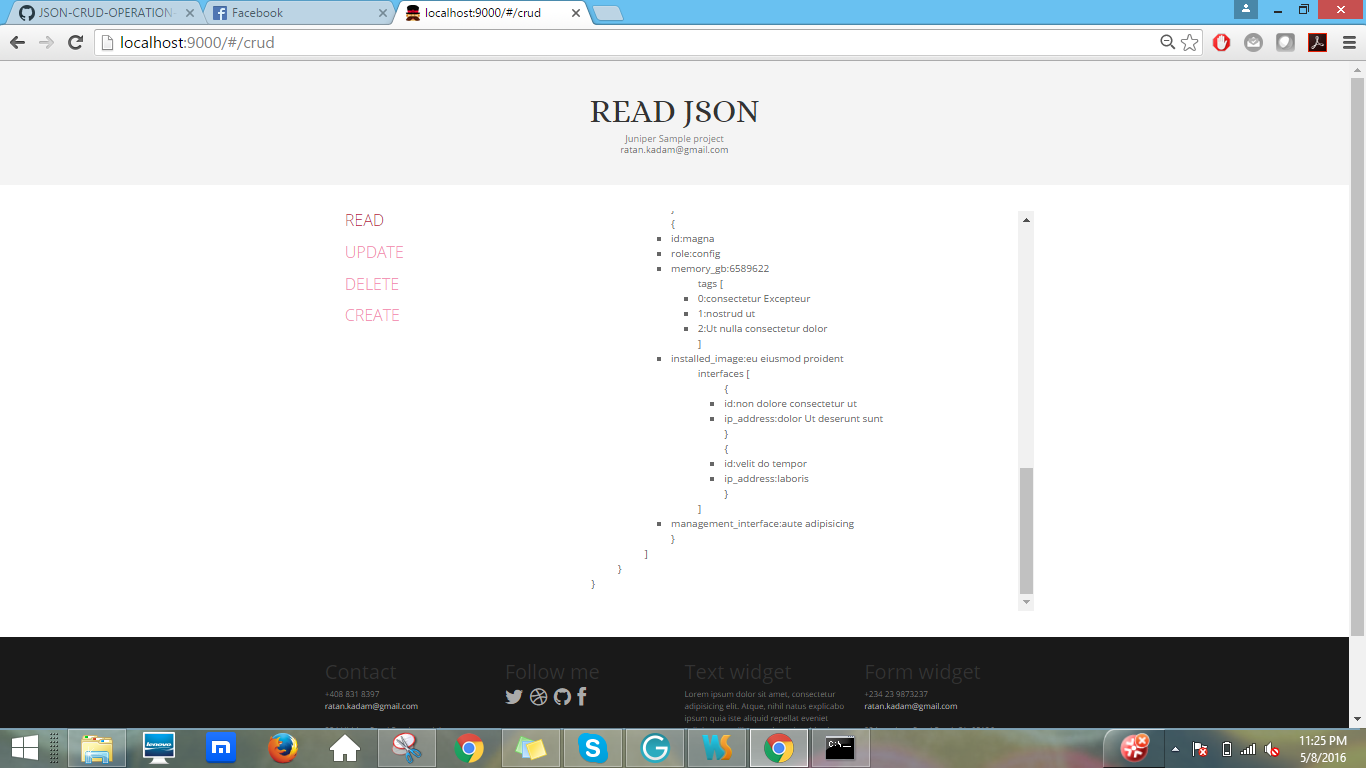 JSON-CRUD-OPERATION-
Facebook
localhost:9000/#/crud
localhost:9000/#/crud
READ JSON
Juniper Sample project
ratan.kadam@gmail.com
READ
UPDATE
DELETE
CREATE
}
{
id:magna
role:config
memory_gb:6589622
tags [
0:consectetur Excepteur
1:nostrud ut
2:Ut nulla consectetur dolor
]
installed_image:eu eiusmod proident
interfaces [
{
id:non dolore consectetur ut
ip_address:dolor Ut deserunt sunt
}
{
id:velit do tempor
ip_address:laboris
}
]
management_interface:aute adipisicing
}
]
}
}
Contact
+408 831 8397
ratan.kadam@gmail.com
Follow me
Text widget
Lorem ipsum dolor sit amet, consectetur
adipisicing elit. Atque, nihil natus explicabo
ipsum quia iste aliquid repellat eveniet
Form widget
+234 23 9873237
ratan.kadam@gmail.com
lenovo
m
S
G
WS
C:\_
11:25 PM
5/8/2016